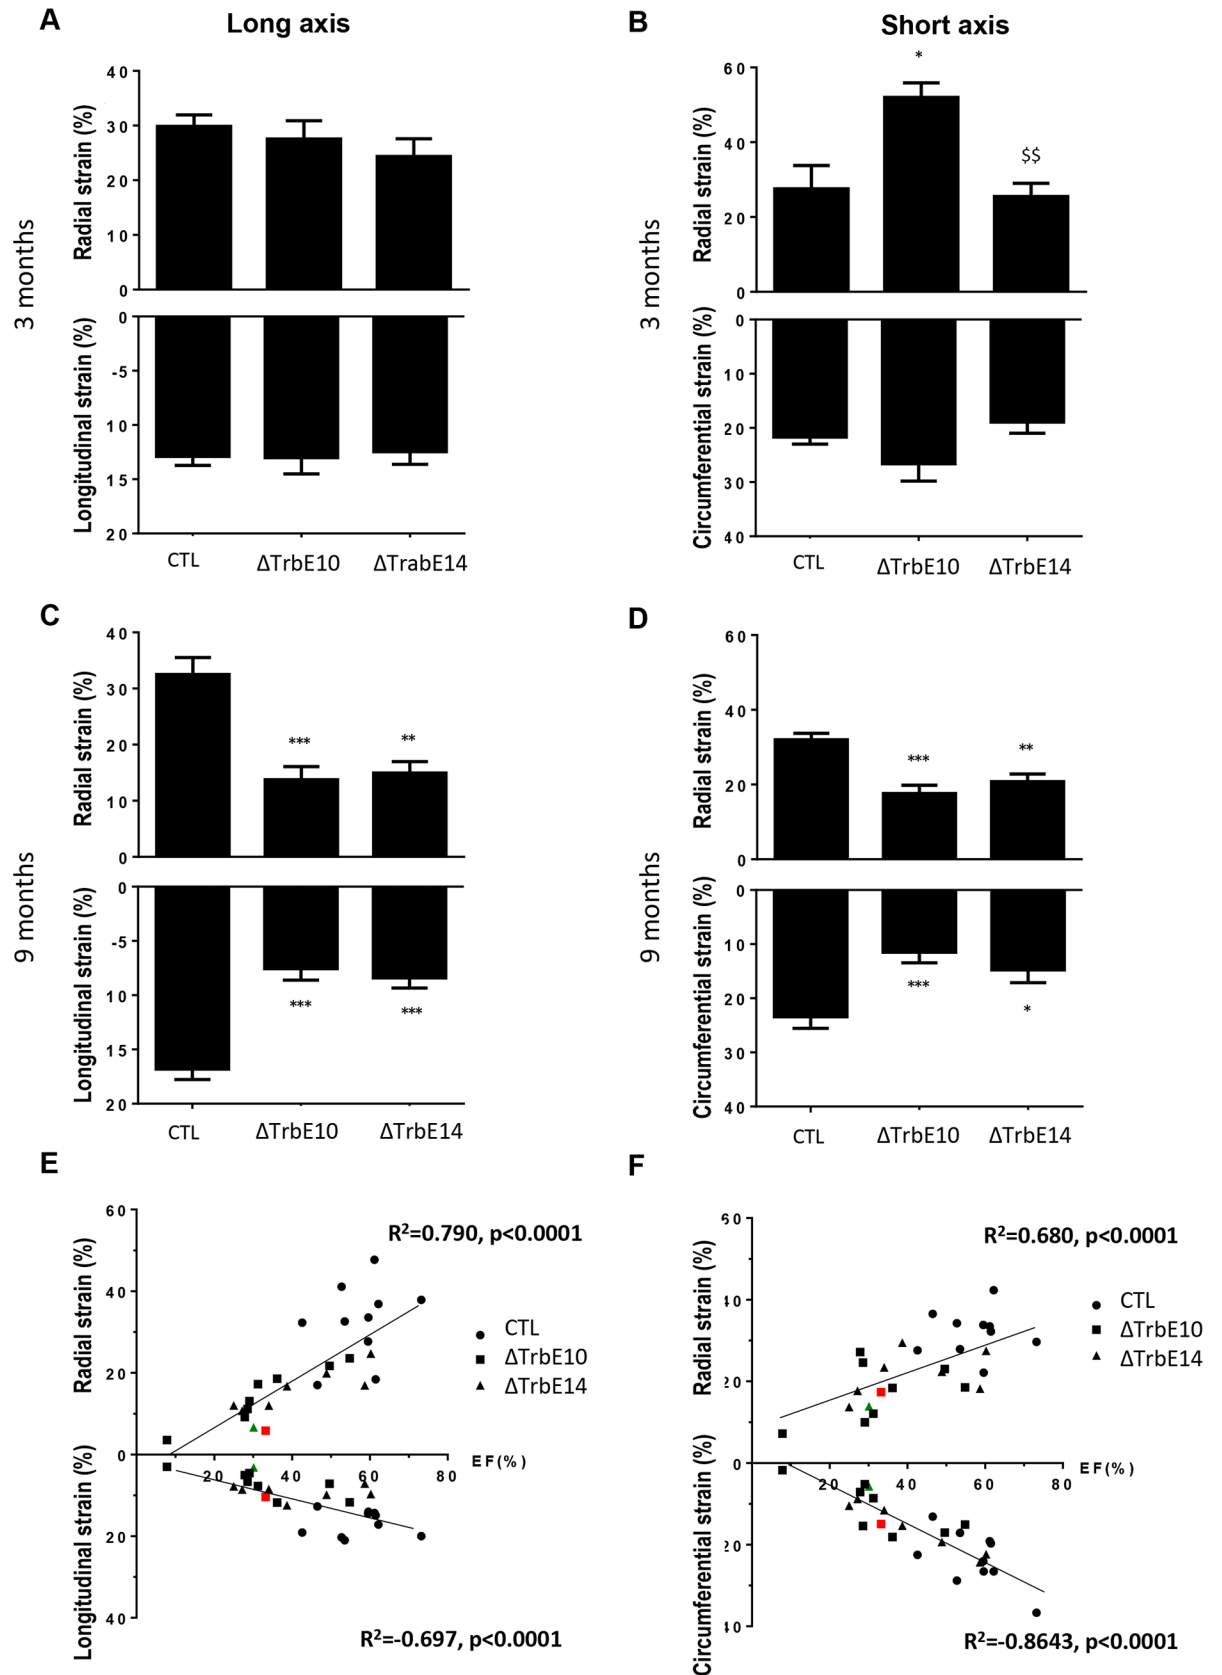 A
Long axis
B
Short axis
3 months
Radial strain (%)
40
30
20
10
0
Longitudinal strain (%)
0
-5
10
15
20
CTL
ΔTrbE10
ΔTrabE14
3 months
Radial strain (%)
60
40
20
0
*
$$
Circumferential strain (%)
0
10
20
30
40
CTL
ΔTrbE10
ΔTrbE14
C
9 months
Radial strain (%)
40
30
20
10
0
***
**
Longitudinal strain (%)
0
-5
10
15
20
***
***
CTL
ΔTrbE10
ΔTrbE14
D
9 months
Radial strain (%)
60
40
20
0
***
**
Circumferential strain (%)
0
10
20
30
40
***
*
CTL
ΔTrbE10
ΔTrbE14
E
Radial strain (%)
60
40
20
0
R²=0.790, p<0.0001
CTL
ΔTrbE10
ΔTrbE14
20
40
60
80
EF(%)
Longitudinal strain (%)
20
40
R²=-0.697, p<0.0001
F
Radial strain (%)
60
40
20
0
R²=0.680, p<0.0001
CTL
ΔTrbE10
ΔTrbE14
20
40
60
80
EF(%)
Circumferential strain (%)
20
40
R²=-0.8643, p<0.0001